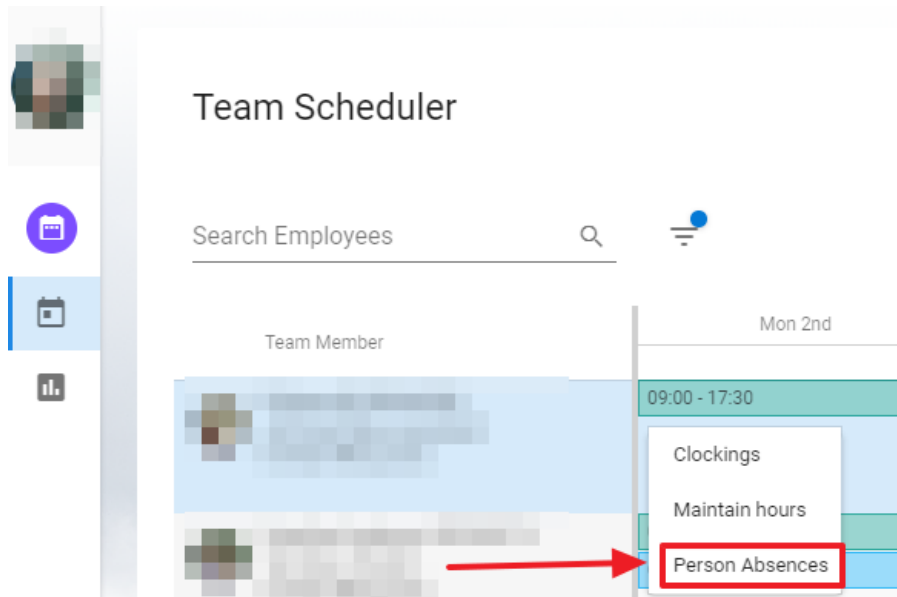 Team Scheduler
Search Employees
Mon 2nd
Team Member
09:00 - 17:30
Clockings
Maintain hours
Person Absences